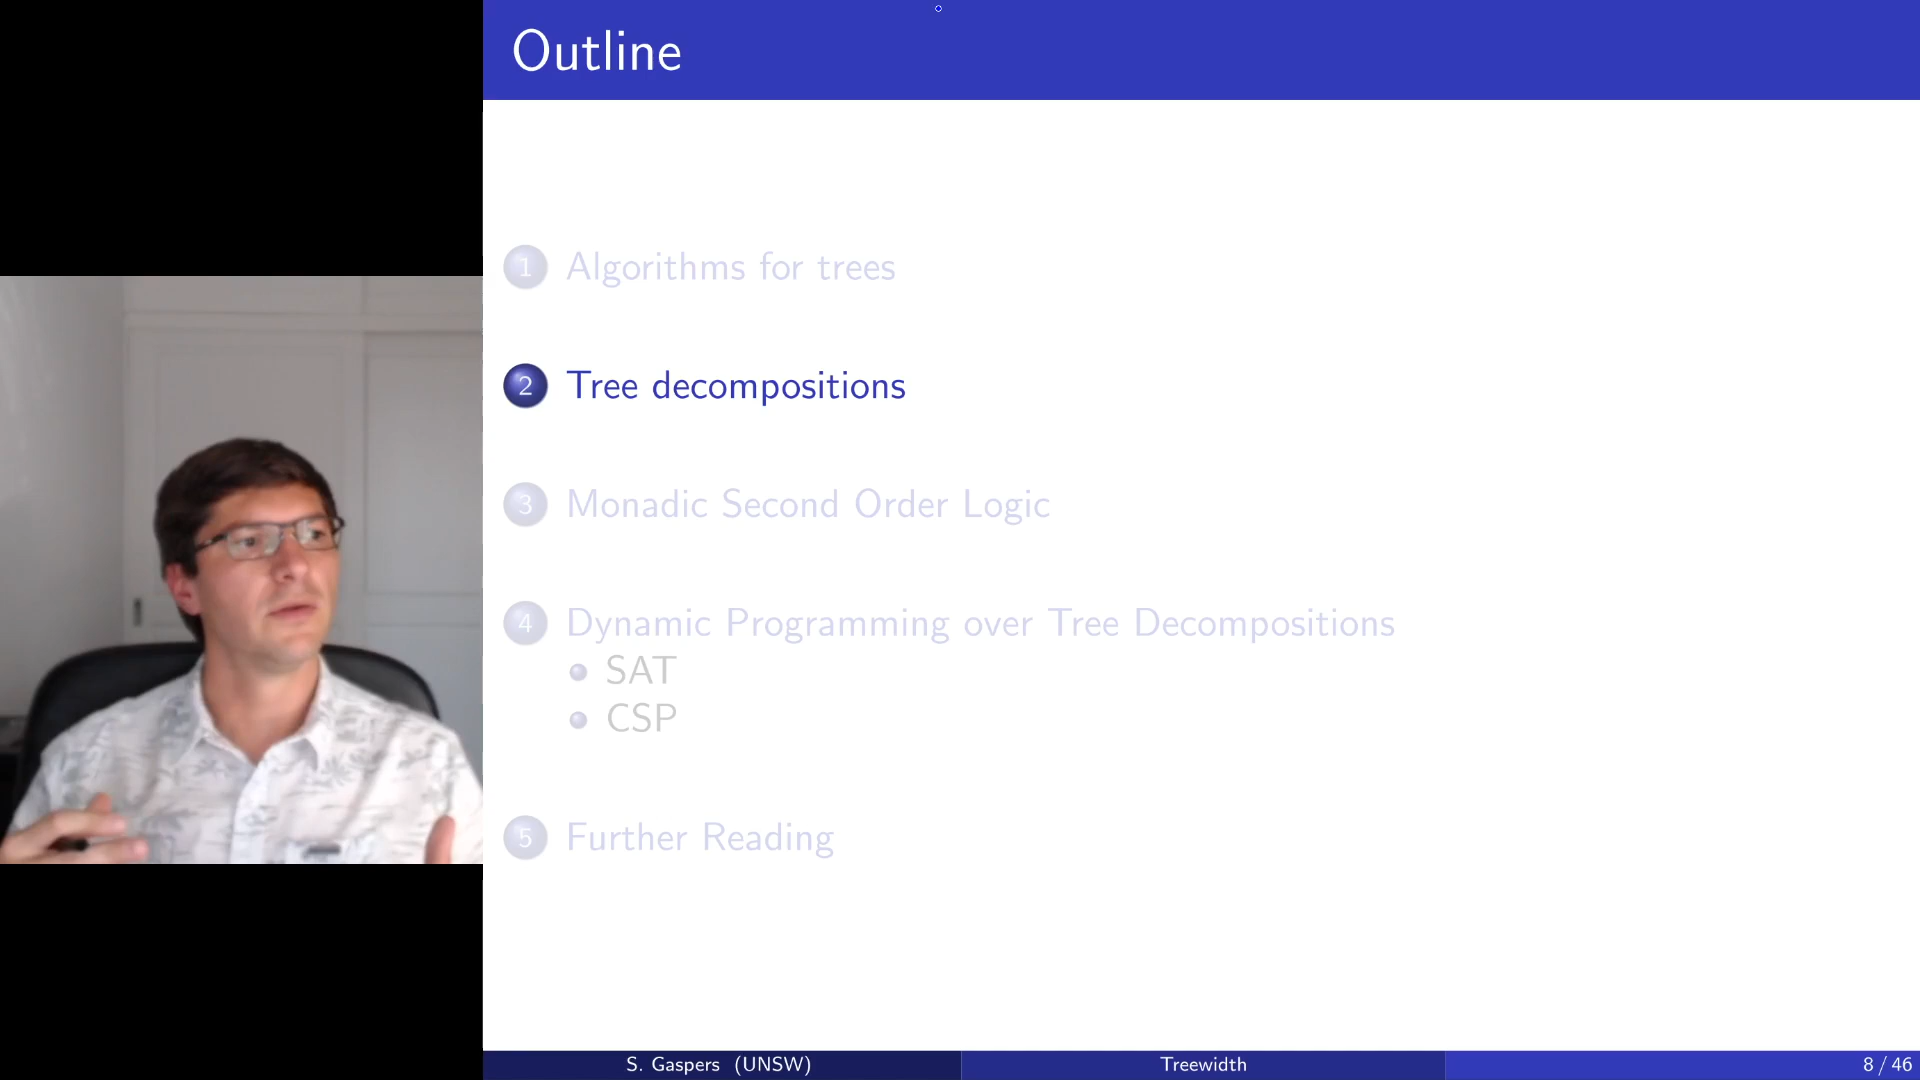 Outline
1 Algorithms for trees
2 Tree decompositions
3 Monadic Second Order Logic
4 Dynamic Programming over Tree Decompositions
SAT
CSP
5 Further Reading
S. Gaspers (UNSW) Treewidth 8 / 46